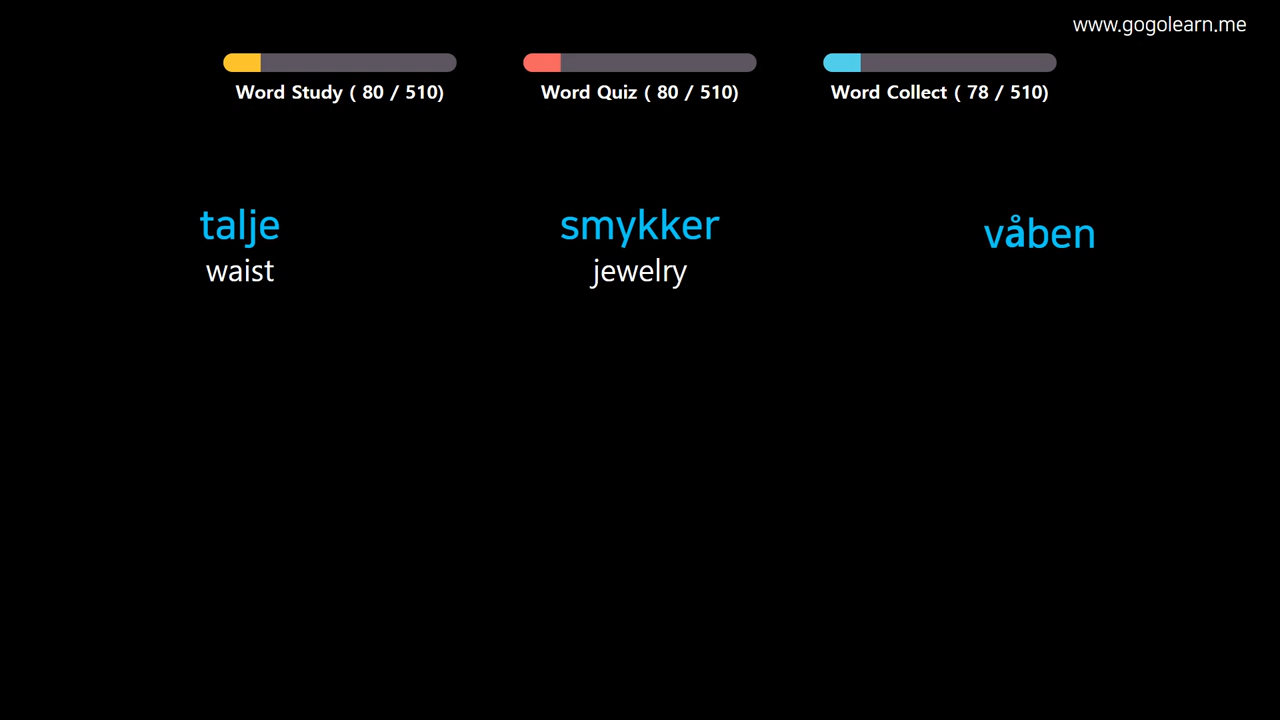 www.gogolearn.me
Word Study ( 80 / 510)
Word Quiz ( 80 / 510)
Word Collect ( 78 / 510)
talje
waist
smykker
jewelry
våben